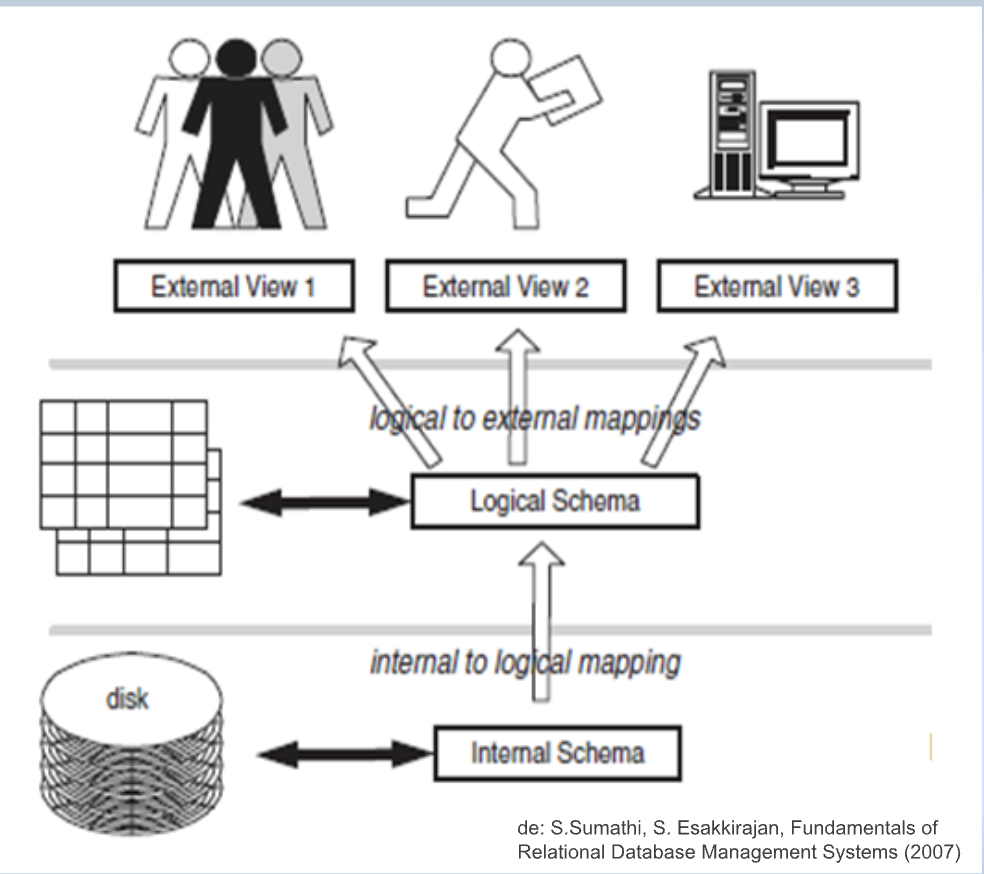 External View 1
External View 2
External View 3
logical to external mappings
Logical Schema
internal to logical mapping
disk
Internal Schema
de: S.Sumathi, S. Esakkirajan, Fundamentals of
Relational Database Management Systems (2007)